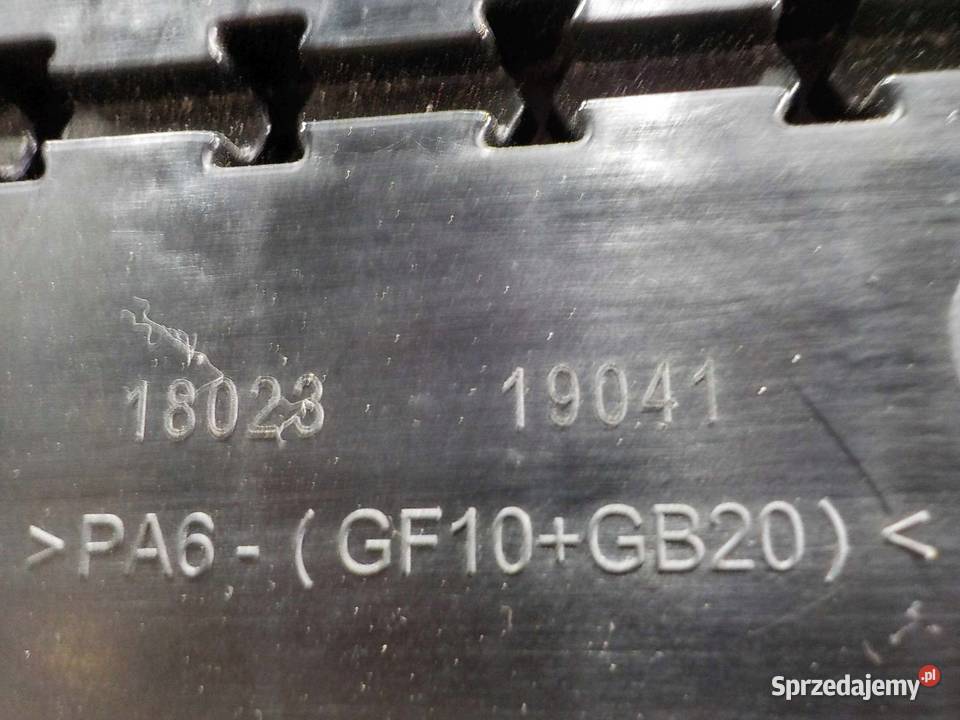 18023 19041
>PA6-(GF10+GB20)<
Sprzedajemy.pl